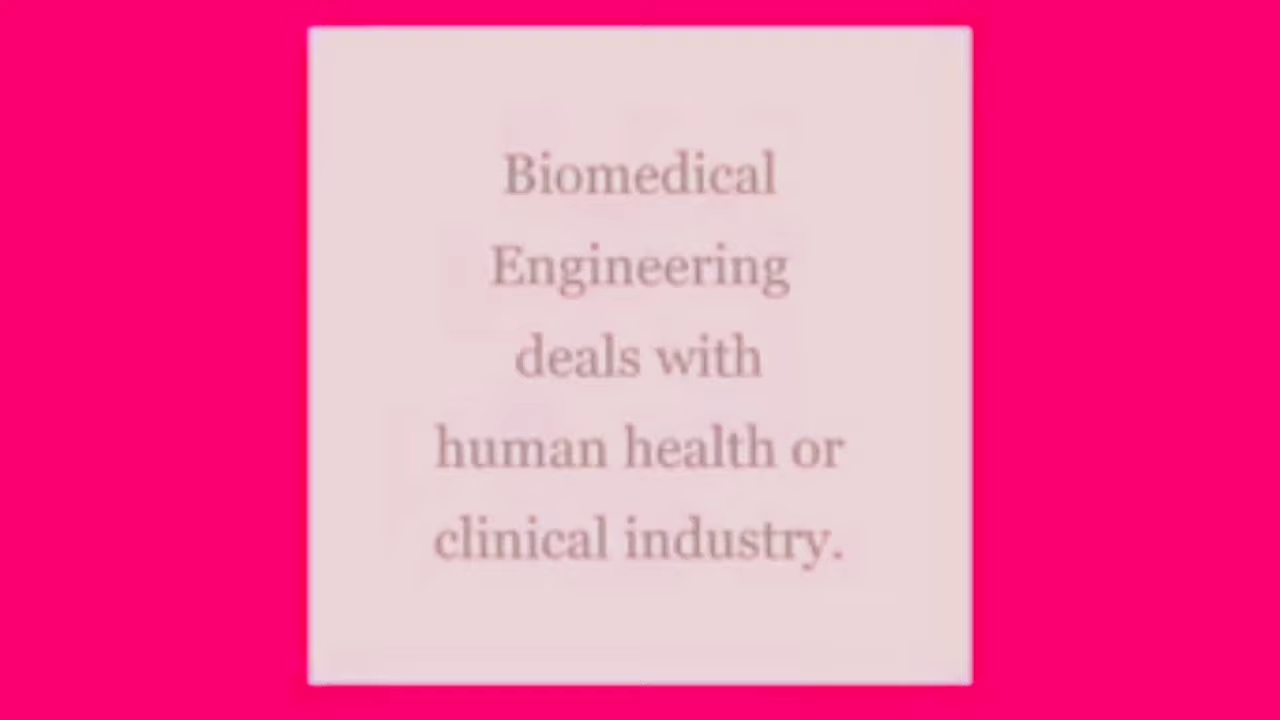 Biomedical
Engineering
deals with
human health or
clinical industry.